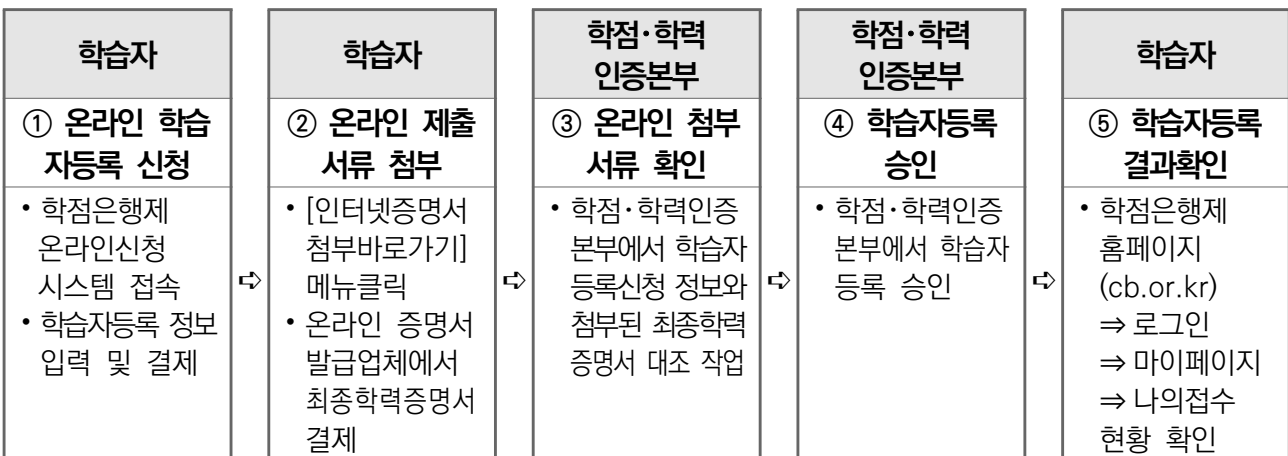 학습자
① 온라인 학습
자등록 신청
• 학점은행제
온라인신청
시스템 접속
• 학습자등록 정보
입력 및 결제
➪
학습자
② 온라인 제출
서류 첨부
• [인터넷증명서
첨부바로가기]
메뉴클릭
• 온라인 증명서
발급업체에서
최종학력증명서
결제
➪
학점·학력
인증본부
③ 온라인 첨부
서류 확인
• 학점·학력인증
본부에서 학습자
등록신청 정보와
첨부된 최종학력
증명서 대조 작업
➪
학점·학력
인증본부
④ 학습자등록
승인
• 학점·학력인증
본부에서 학습자
등록 승인
➪
학습자
⑤ 학습자등록
결과확인
• 학점은행제
홈페이지
(cb.or.kr)
⇒ 로그인
⇒ 마이페이지
⇒ 나의접수
현황 확인